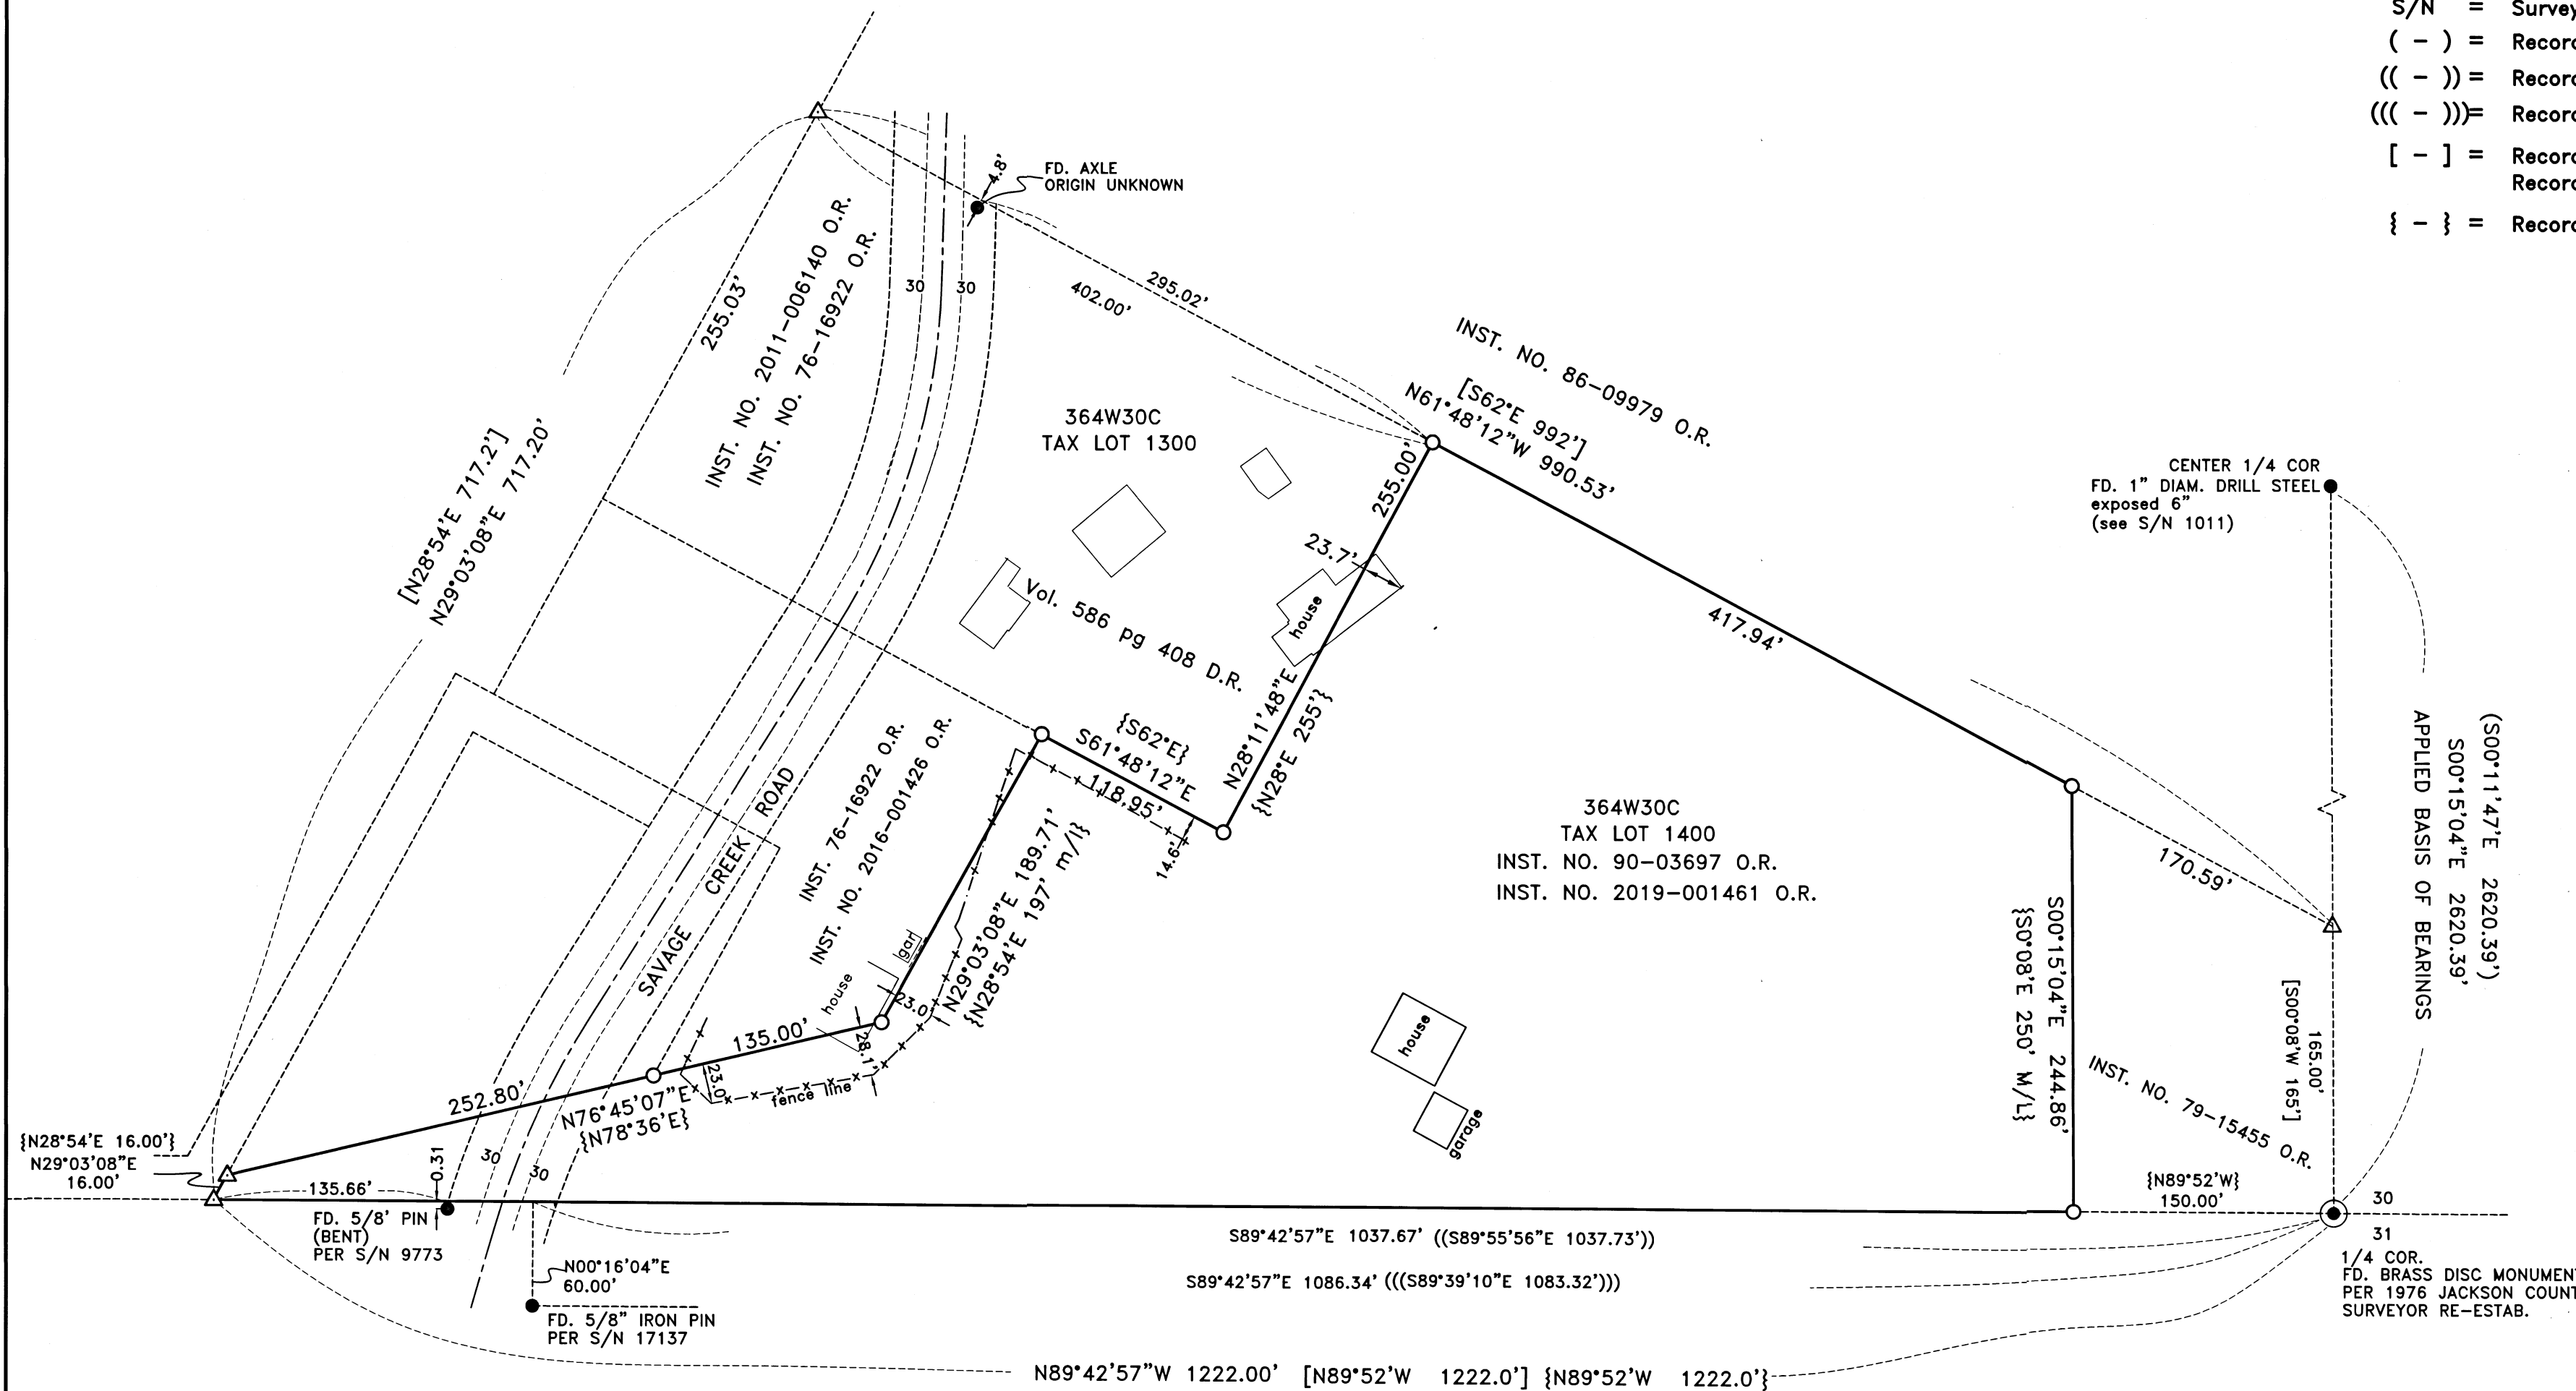 S/N = Survey
( - ) = Record
(( - )) = Record
((( - )))= Record
[ - ] = Record
Record
{ - } = Record
4.8'
FD. AXLE
ORIGIN UNKNOWN
255.03'
INST. NO. 2011-006140 O.R.
INST. NO. 76-16922 O.R.
30
30
295.02'
402.00'
INST. NO. 86-09979 O.R.
[S62°E 992']
N61°48'12"W 990.53'
364W30C
TAX LOT 1300
[N28°54'E 717.2']
N29°03'08"E 717.20'
255.00'
23.7'
house
Vol. 586 pg 408 D.R.
CENTER 1/4 COR
FD. 1" DIAM. DRILL STEEL
exposed 6"
(see S/N 1011)
417.94'
N28°11'48"E
{N28°E 255'}
{S62°E}
S61°48'12"E
118.95'
14.6'
(S00°11'47"E 2620.39')
S00°15'04"E 2620.39'
APPLIED BASIS OF BEARINGS
INST. 76-16922 O.R.
INST. NO. 2016-001426 O.R.
SAVAGE CREEK ROAD
364W30C
TAX LOT 1400
INST. NO. 90-03697 O.R.
INST. NO. 2019-001461 O.R.
170.59'
S00°15'04"E 244.86'
{S0°08'E 250' M/L}
165.00'
[S00°08'W 165']
gar
house
23.0
N29°03'08"E 189.71'
{N28°54'E 197' m/l}
28.1'
135.00'
23.0
fence line
house
garage
INST. NO. 79-15455 O.R.
252.80'
N76°45'07"E
{N78°36'E}
{N28°54'E 16.00'}
N29°03'08"E
16.00'
135.66'
0.31
30
30
FD. 5/8' PIN
(BENT)
PER S/N 9773
{N89°52'W}
150.00'
30
31
S89°42'57"E 1037.67' ((S89°55'56"E 1037.73'))
N00°16'04"E
60.00'
S89°42'57"E 1086.34' (((S89°39'10"E 1083.32')))
1/4 COR.
FD. BRASS DISC MONUMENT
PER 1976 JACKSON COUNT
SURVEYOR RE-ESTAB.
FD. 5/8" IRON PIN
PER S/N 17137
N89°42'57"W 1222.00' [N89°52'W 1222.0'] {N89°52'W 1222.0'}